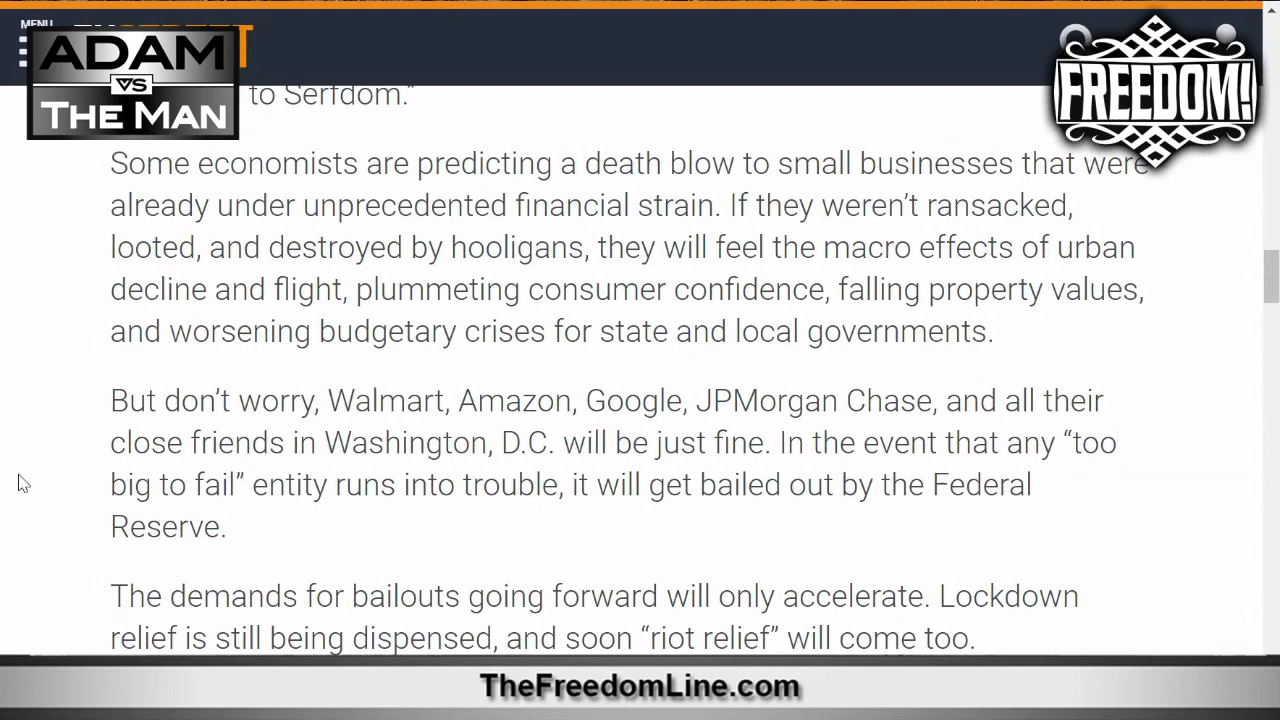 MENU
ADAM
VS
THE MAN
FREEDOM!
to Serfdom.”
Some economists are predicting a death blow to small businesses that were
already under unprecedented financial strain. If they weren’t ransacked,
looted, and destroyed by hooligans, they will feel the macro effects of urban
decline and flight, plummeting consumer confidence, falling property values,
and worsening budgetary crises for state and local governments.
But don’t worry, Walmart, Amazon, Google, JPMorgan Chase, and all their
close friends in Washington, D.C. will be just fine. In the event that any “too
big to fail” entity runs into trouble, it will get bailed out by the Federal
Reserve.
The demands for bailouts going forward will only accelerate. Lockdown
relief is still being dispensed, and soon “riot relief” will come too.
TheFreedomLine.com